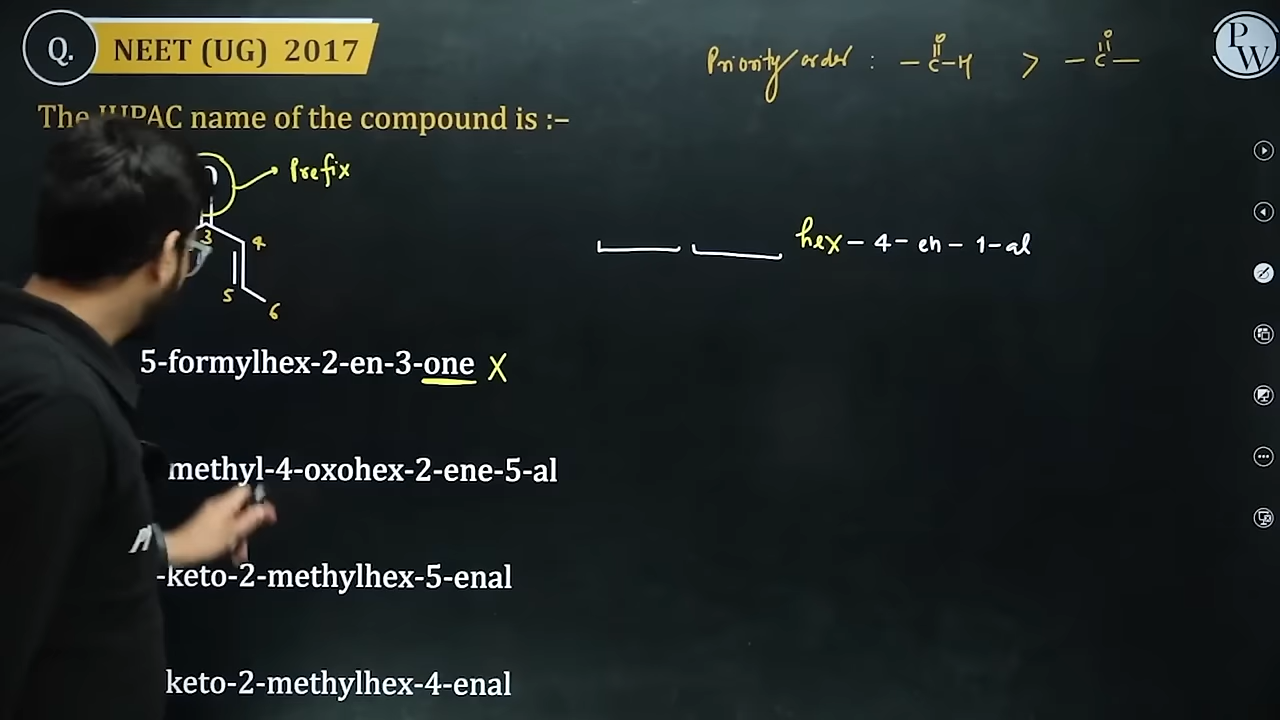 Q. NEET (UG) 2017
Priority order : -C-H > -C-
O O
PW
The IUPAC name of the compound is :-
Prefix
3 4
5 6
hex - 4 - en - 1 - al
5-formylhex-2-en-3-one X
methyl-4-oxohex-2-ene-5-al
-keto-2-methylhex-5-enal
keto-2-methylhex-4-enal